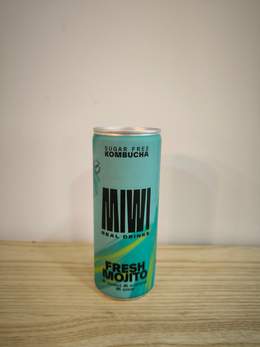 SUGAR FREE
KOMBUCHA
MIWI
REAL DRINKS
FRESH
MOJITO